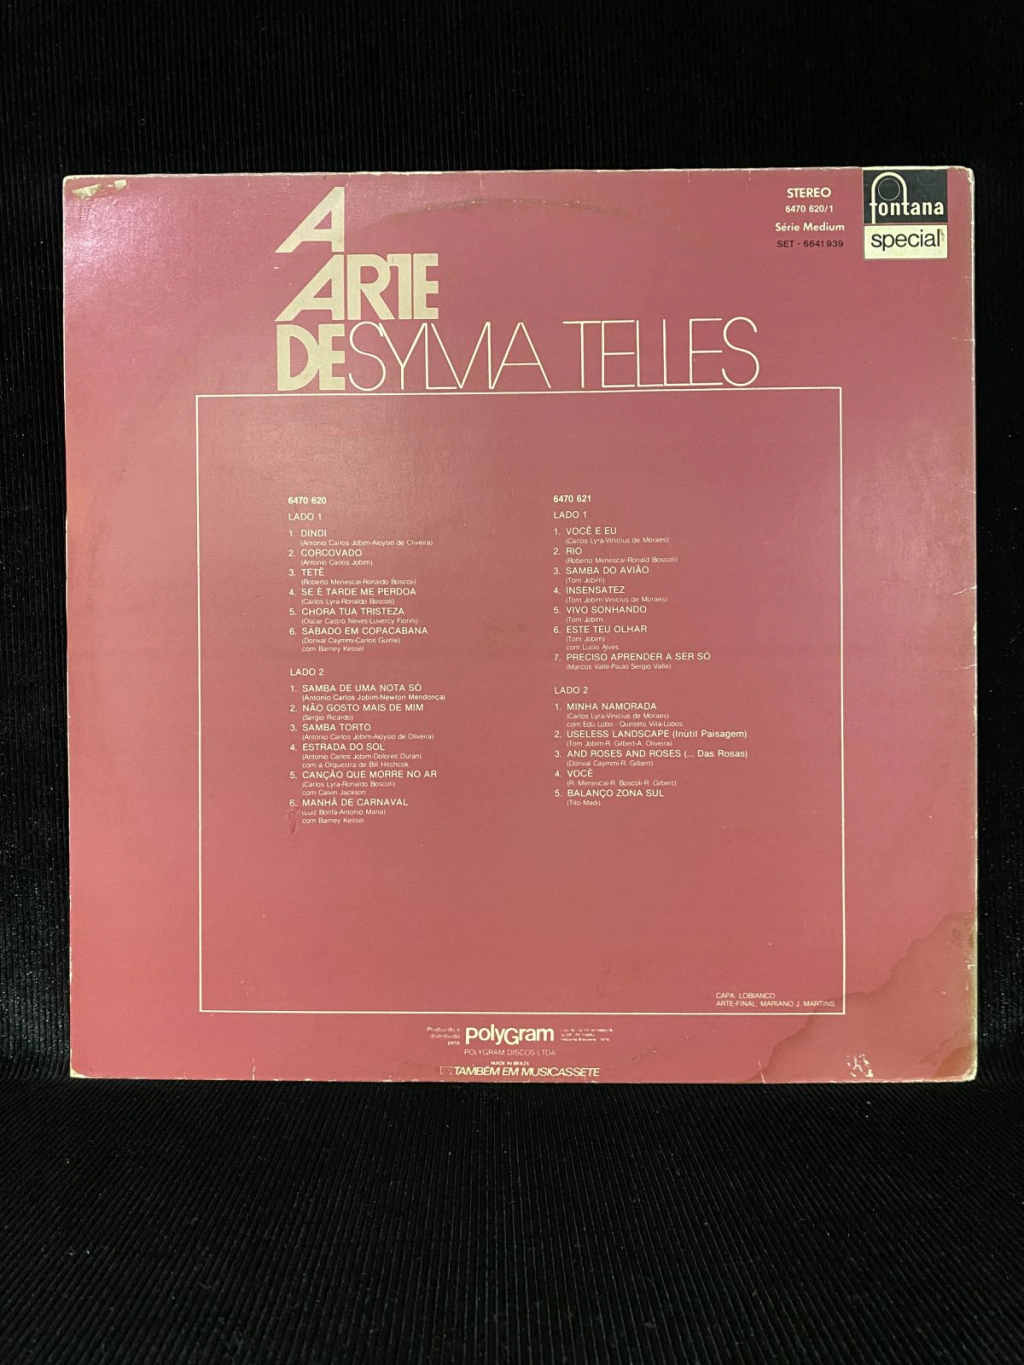 A
ARTE
DE SYLVIA TELLES
STEREO
6470 620/1
Série Medium
SET - 6641 939
fontana
special
6470 620
LADO 1
1. DINDI
(Antonio Carlos Jobim-Aloysio de Oliveira)
2. CORCOVADO
(Antonio Carlos Jobim)
3. TETÊ
(Roberto Menescal-Ronaldo Boscoli)
4. SE É TARDE ME PERDOA
(Carlos Lyra-Ronaldo Boscoli)
5. CHORA TUA TRISTEZA
(Oscar Castro Neves-Luvercy Fiorini)
6. SÁBADO EM COPACABANA
(Dorival Caymmi-Carlos Guinle)
com Barney Kessel
LADO 2
1. SAMBA DE UMA NOTA SÓ
(Antonio Carlos Jobim-Newton Mendonça)
2. NÃO GOSTO MAIS DE MIM
(Sergio Ricardo)
3. SAMBA TORTO
(Antonio Carlos Jobim-Aloysio de Oliveira)
4. ESTRADA DO SOL
(Antonio Carlos Jobim-Dolores Duran)
com a Orquestra de Bill Hitchcok
5. CANÇÃO QUE MORRE NO AR
(Carlos Lyra-Ronaldo Boscoli)
com Calvin Jackson
6. MANHÃ DE CARNAVAL
(Luiz Bonfá-Antonio Maria)
com Barney Kessel
6470 621
LADO 1
1. VOCÊ E EU
(Carlos Lyra-Vinicius de Moraes)
2. RIO
(Roberto Menescal-Ronald Boscoli)
3. SAMBA DO AVIÃO
(Tom Jobim)
4. INSENSATEZ
(Tom Jobim-Vinicius de Moraes)
5. VIVO SONHANDO
(Tom Jobim
6. ESTE TEU OLHAR
(Tom Jobim)
com Lucio Alves
7. PRECISO APRENDER A SER SÓ
(Marcos Valle-Paulo Sergio Valle)
LADO 2
1. MINHA NAMORADA
(Carlos Lyra-Vinicius de Moraes)
com Edu Lobo - Quinteto Villa-Lobos
2. USELESS LANDSCAPE (Inútil Paisagem)
(Tom Jobim-R. Gilbert-A. Oliveira)
3. AND ROSES AND ROSES (... Das Rosas)
(Dorival Caymmi-R. Gilbert)
4. VOCÊ
(R. Menescal-R. Boscoli-R. Gilbert)
5. BALANÇO ZONA SUL
(Tito Madi)
CAPA: LOBIANCO
ARTE-FINAL: MARIANO J. MARTINS
Produzido e
distribuído
pela
polyGram
POLYGRAM DISCOS LTDA
MADE IN BRAZIL
TAMBÉM EM MUSICASSETE